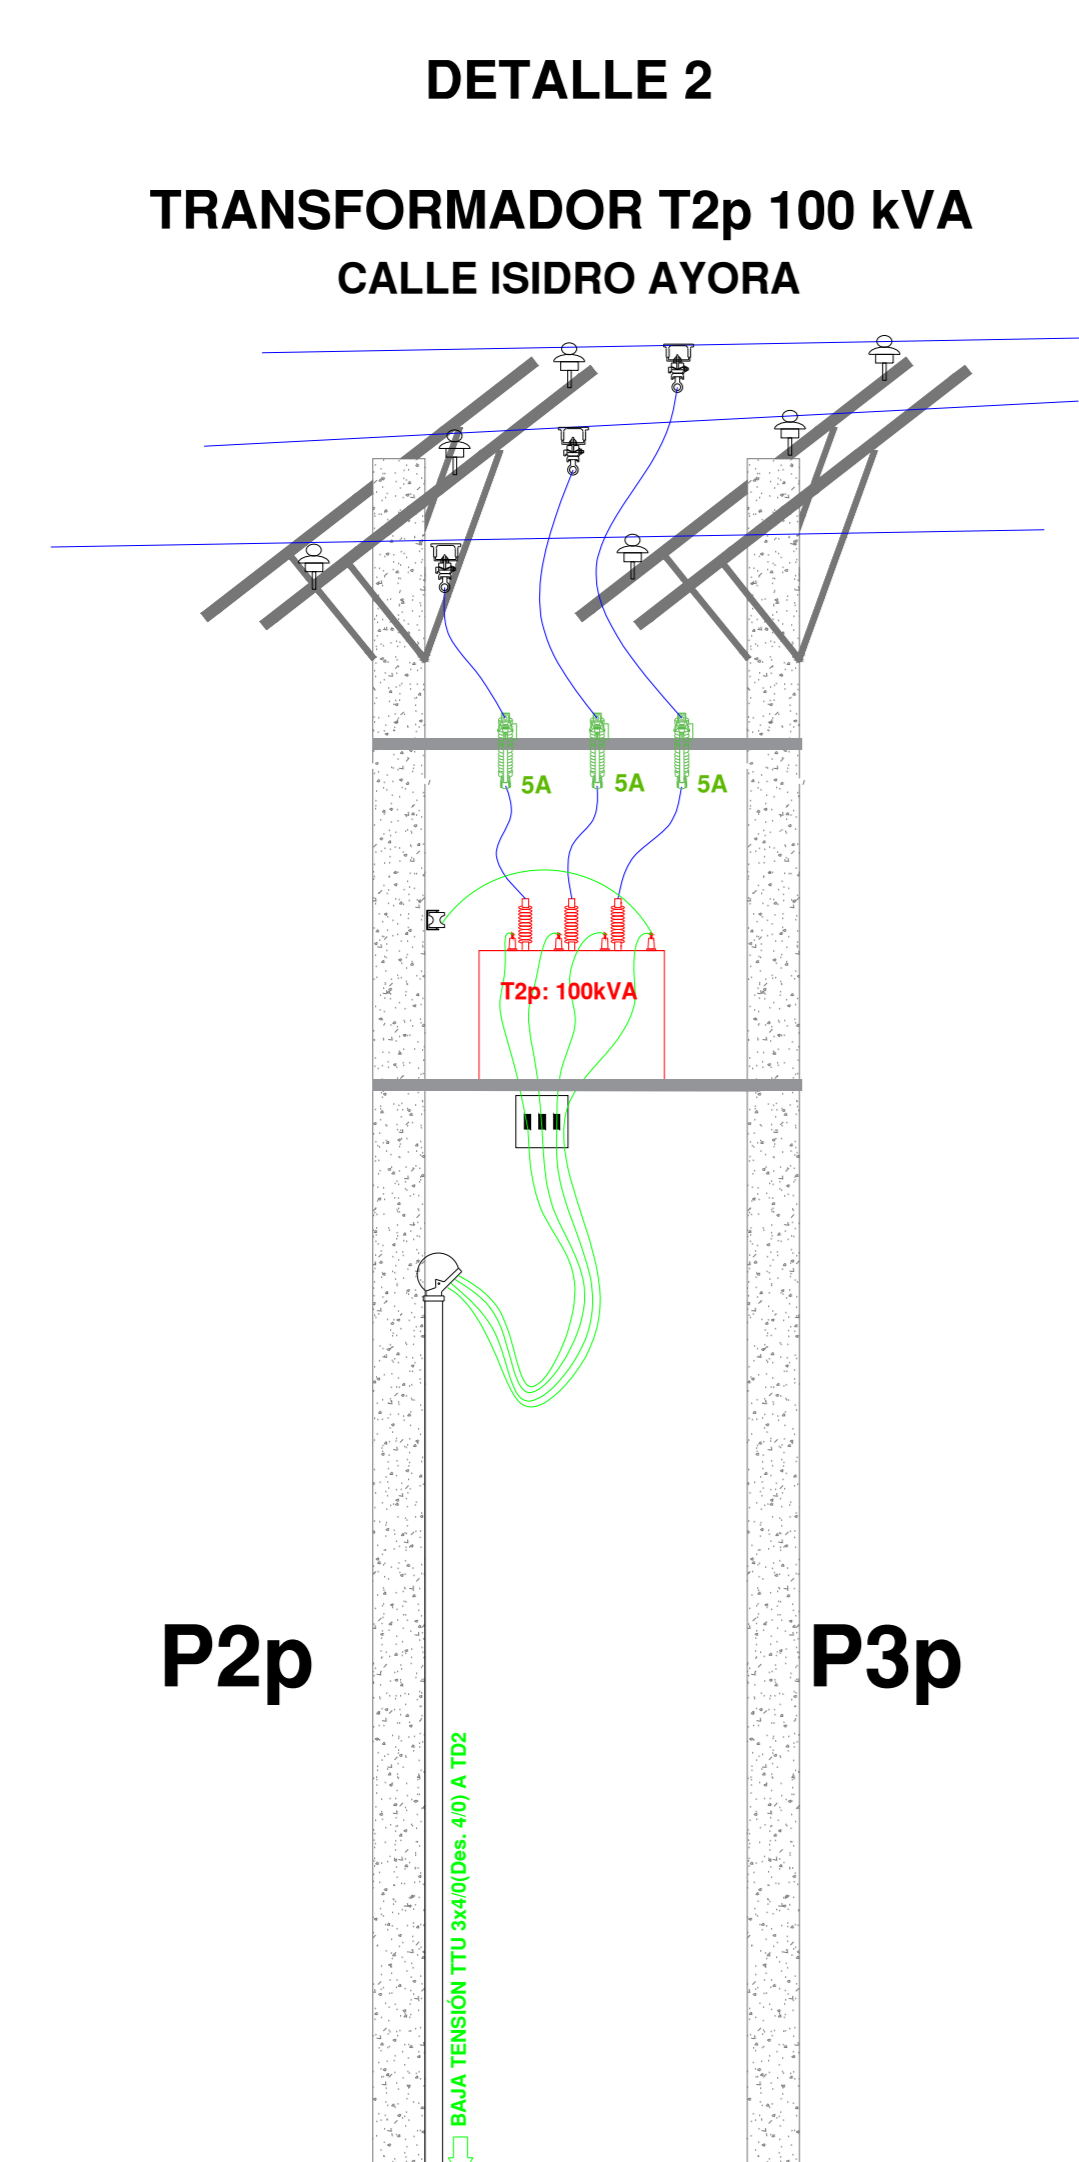 DETALLE 2
TRANSFORMADOR T2p 100 kVA
CALLE ISIDRO AYORA
5A 5A 5A
T2p: 100kVA
P2p P3p
BAJA TENSIÓN TTU 3x4/0(Des. 4/0) A TD2